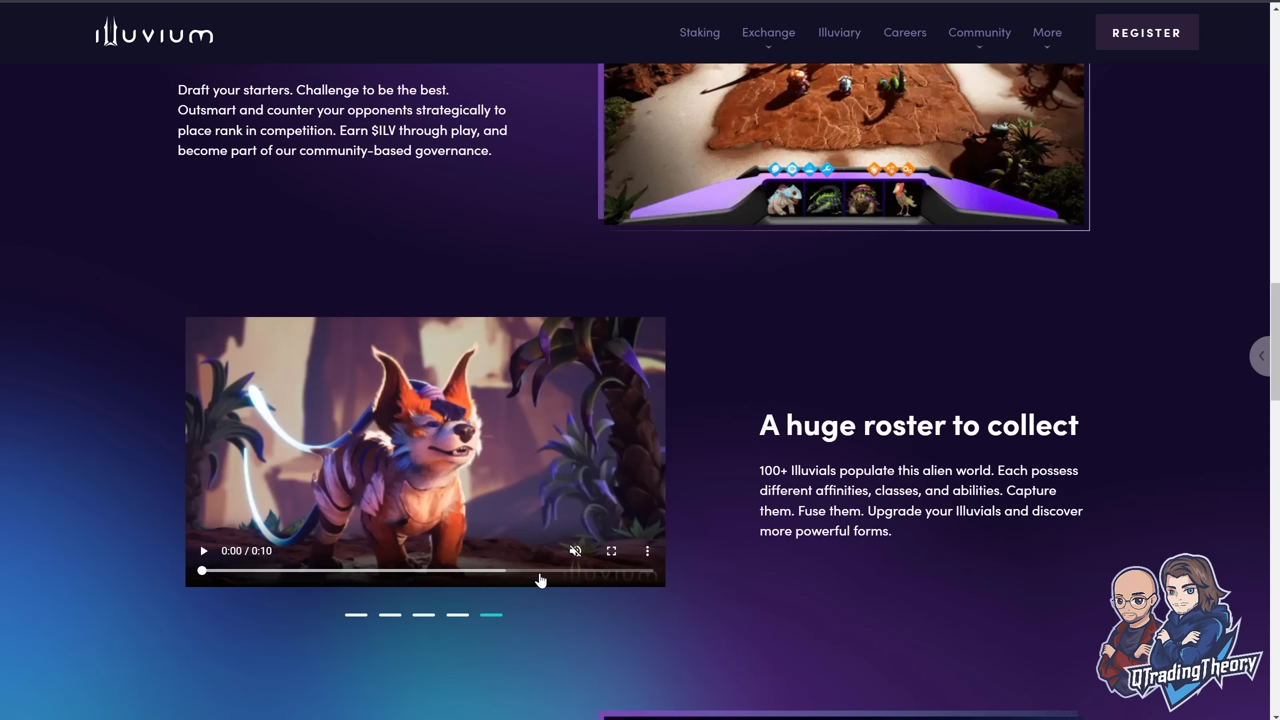 illuvium
Staking Exchange Illuviary Careers Community More REGISTER
Draft your starters. Challenge to be the best.
Outsmart and counter your opponents strategically to
place rank in competition. Earn $ILV through play, and
become part of our community-based governance.
A huge roster to collect
100+ Illuvials populate this alien world. Each possess
different affinities, classes, and abilities. Capture
them. Fuse them. Upgrade your Illuvials and discover
more powerful forms.
0:00 / 0:10
illuvium
QTradingTheory